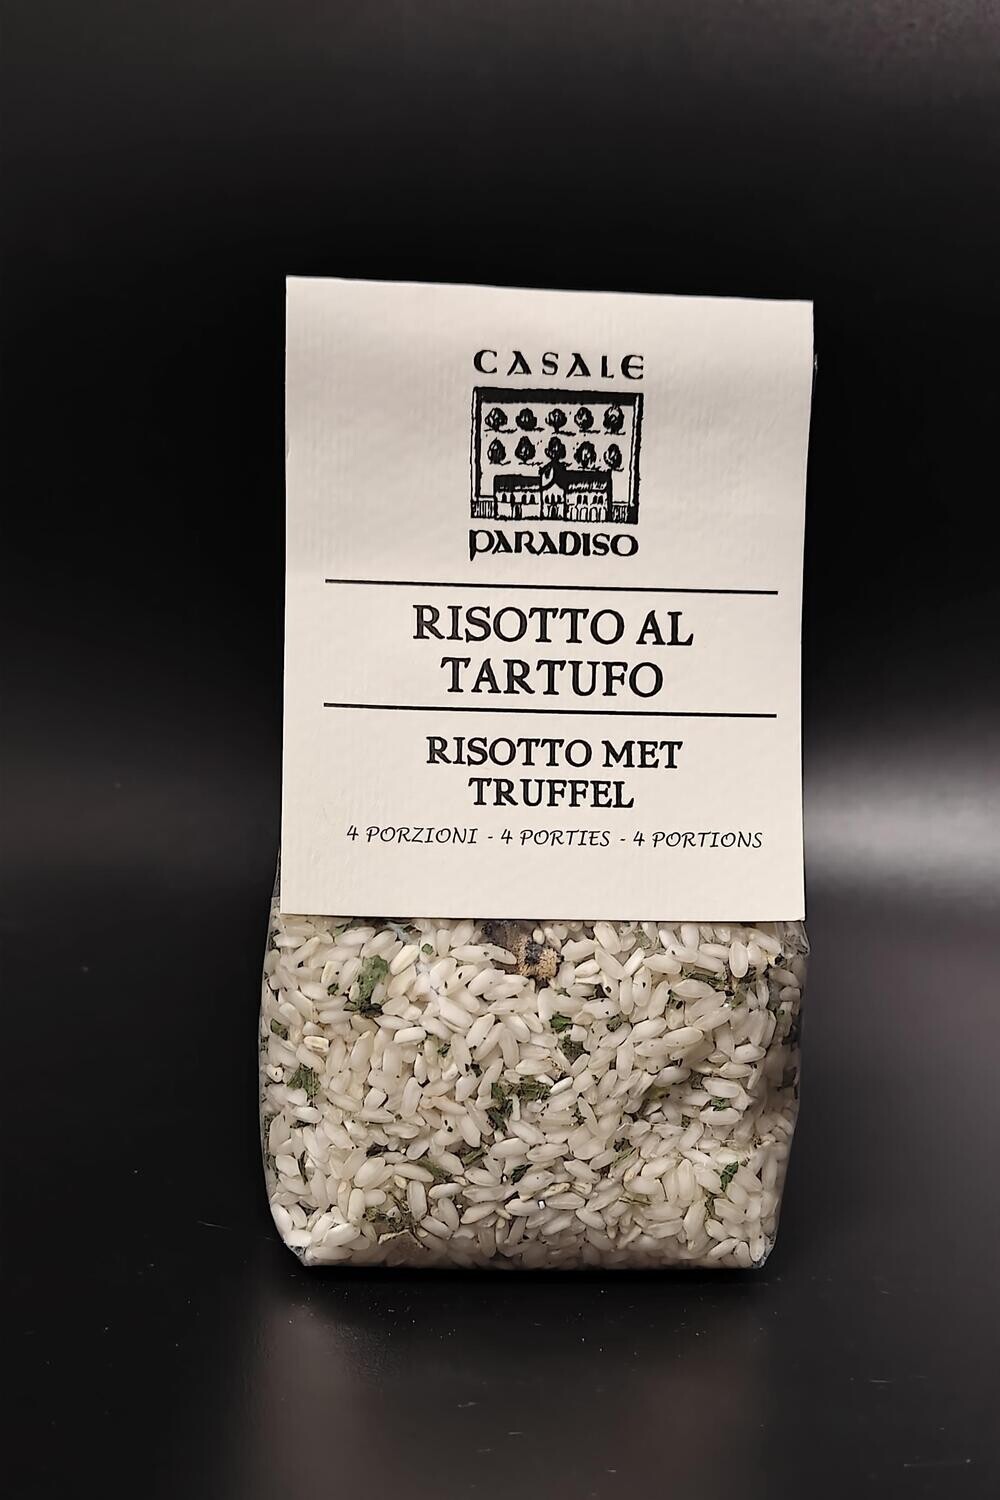 CASALE
PARADISO
RISOTTO AL
TARTUFO
RISOTTO MET
TRUFFEL
4 PORZIONI - 4 PORTIES - 4 PORTIONS